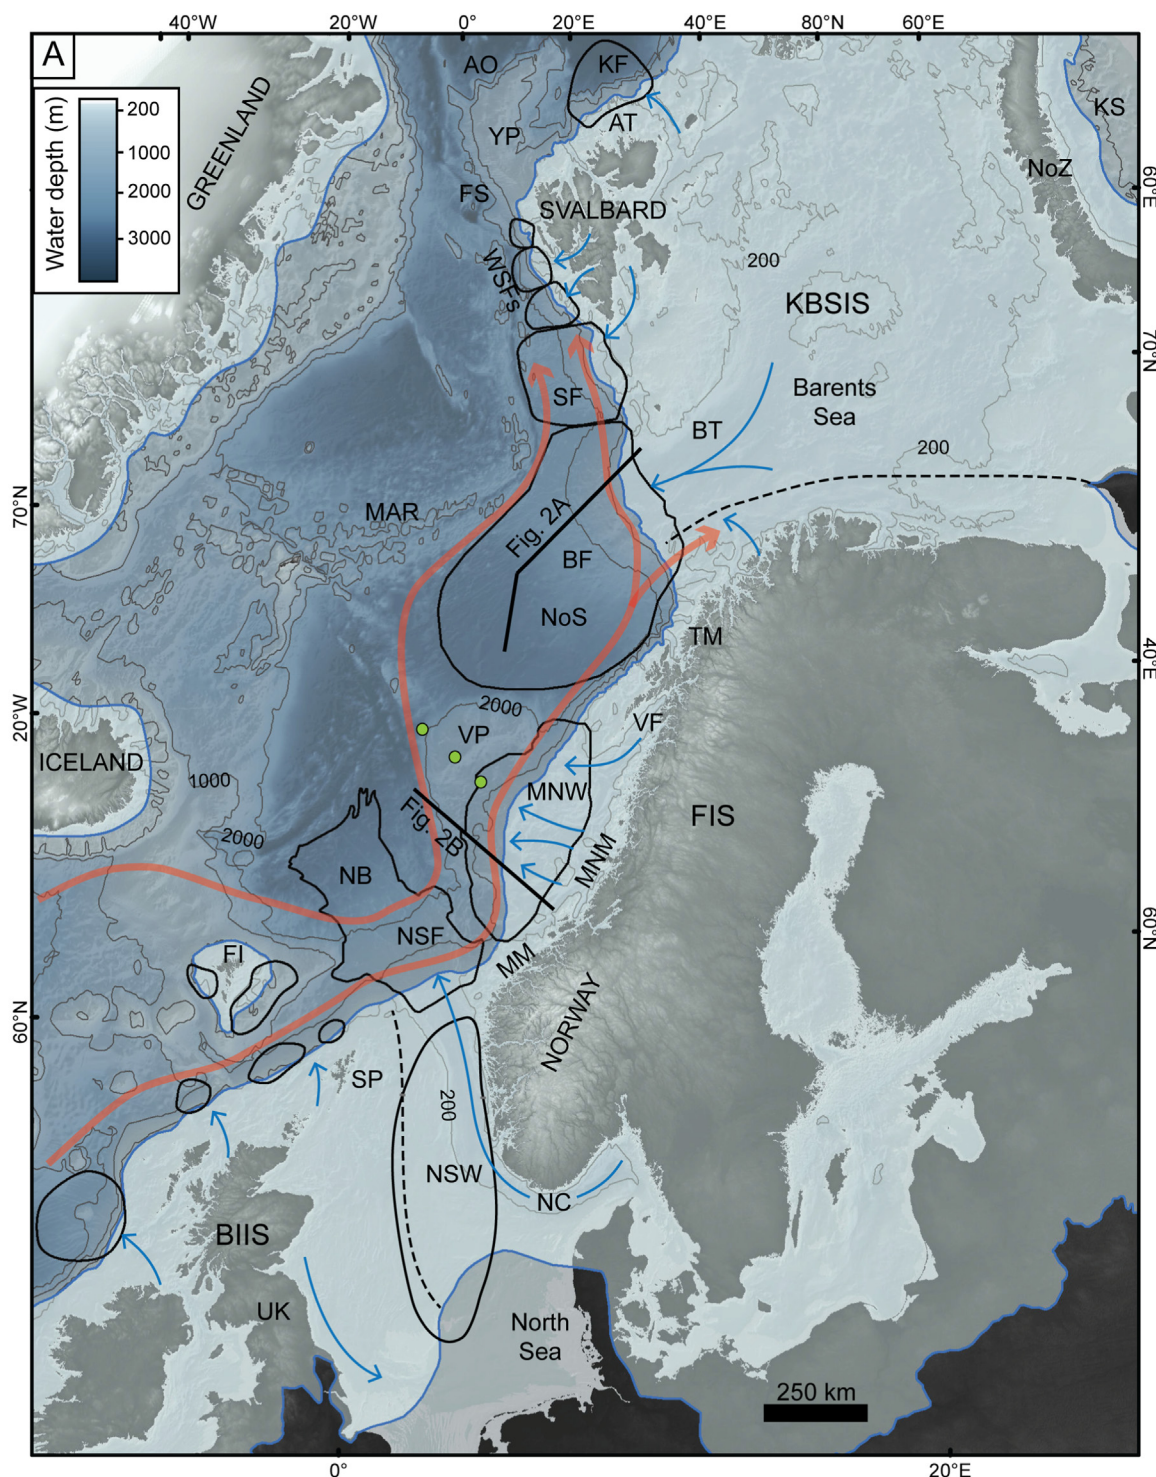 40°W 20°W 0° 20°E 40°E 80°N 60°E
A
Water depth (m)
200
1000
2000
3000
GREENLAND
AO
KF
YP
AT
KS
NoZ
FS
60°E
SVALBARD
WSFs
200
KBSIS
70°N
SF
Barents
Sea
BT
200
70°N
MAR
Fig. 2A
BF
NoS
TM
40°E
20°W
2000
VP
VF
ICELAND
1000
MNW
2000
Fig. 2B
FIS
MNM
NB
NSF
60°N
FI
MM
60°N
NORWAY
SP
200
NSW
NC
BIIS
UK
North
Sea
250 km
0° 20°E